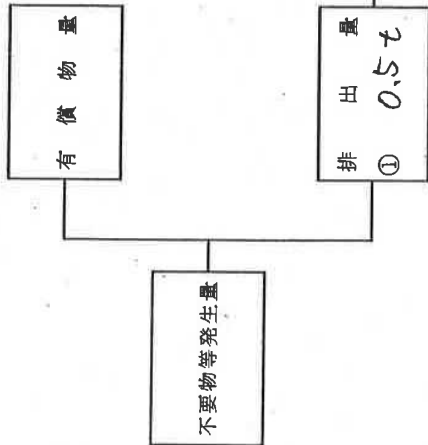 有償物量
不要物等発生量
排出量
① 0.5t